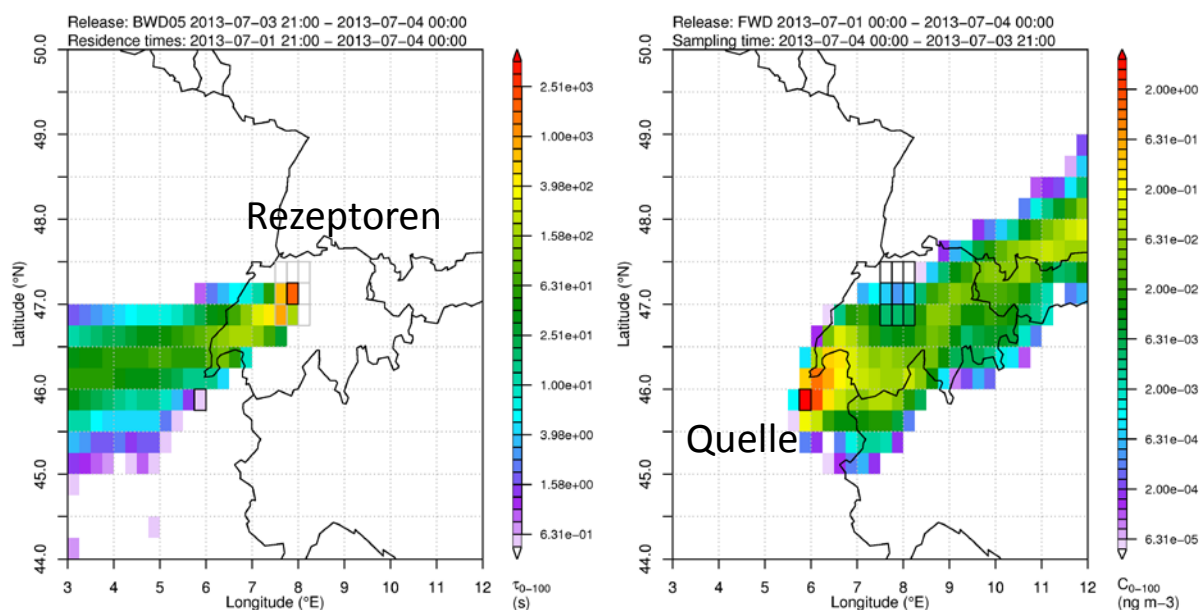 Release: BWD05 2013-07-03 21:00 − 2013-07-04 00:00
Residence times: 2013-07-01 21:00 − 2013-07-04 00:00
Rezeptoren
Latitude (°N)
50.0
49.0
48.0
47.0
46.0
45.0
44.0
3 4 5 6 7 8 9 10 11 12
Longitude (°E)
2.51e+03
1.00e+03
3.98e+02
1.58e+02
6.31e+01
2.51e+01
1.00e+01
3.98e+00
1.58e+00
6.31e−01
τ0−100
(s)
Release: FWD 2013-07-01 00:00 − 2013-07-04 00:00
Sampling time: 2013-07-04 00:00 − 2013-07-03 21:00
Quelle
Latitude (°N)
50.0
49.0
48.0
47.0
46.0
45.0
44.0
3 4 5 6 7 8 9 10 11 12
Longitude (°E)
2.00e+00
6.31e−01
2.00e−01
6.31e−02
2.00e−02
6.31e−03
2.00e−03
6.31e−04
2.00e−04
6.31e−05
C0−100
(ng m−3)